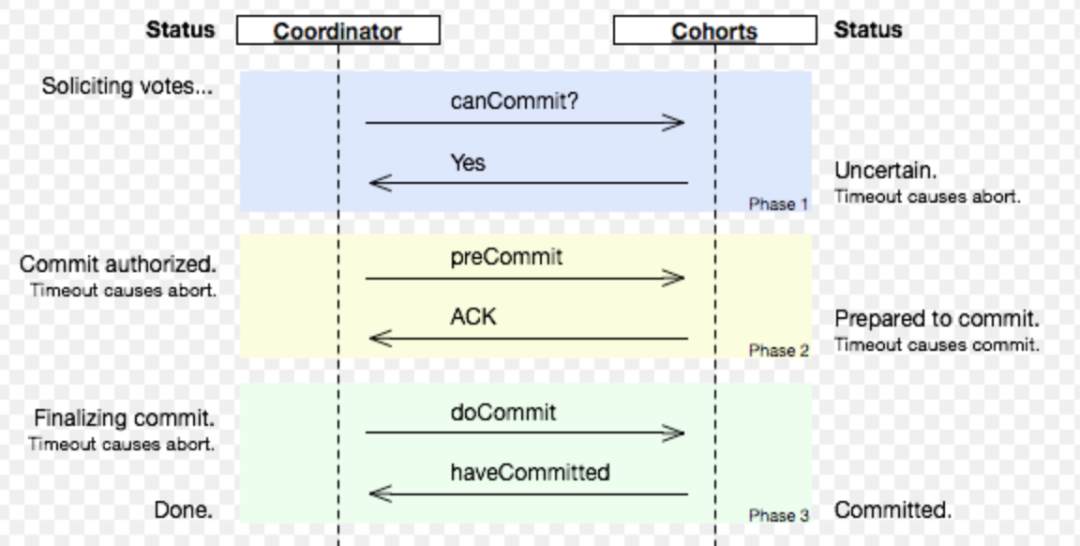 Status Coordinator Cohorts Status
Soliciting votes...
canCommit?
Yes
Uncertain.
Timeout causes abort.
Phase 1
preCommit
Commit authorized.
Timeout causes abort.
ACK
Prepared to commit.
Timeout causes commit.
Phase 2
doCommit
Finalizing commit.
Timeout causes abort.
haveCommitted
Done.
Phase 3
Committed.